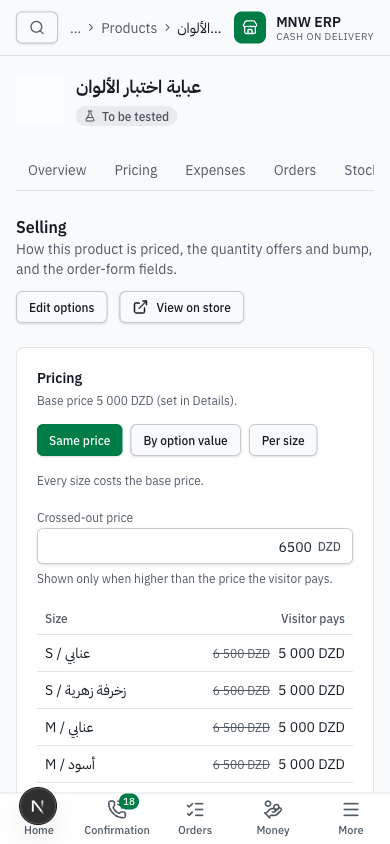 ... > Products > الألوان...
MNW ERP
CASH ON DELIVERY
عباية اختبار الألوان
To be tested
Overview Pricing Expenses Orders Stock
Selling
How this product is priced, the quantity offers and bump,
and the order-form fields.
Edit options View on store
Pricing
Base price 5 000 DZD (set in Details).
Same price By option value Per size
Every size costs the base price.
Crossed-out price
6500 DZD
Shown only when higher than the price the visitor pays.
Size Visitor pays
S / عنابي 6 500 DZD 5 000 DZD
S / زخرفة زهرية 6 500 DZD 5 000 DZD
M / عنابي 6 500 DZD 5 000 DZD
M / أسود 6 500 DZD 5 000 DZD
N 18
Home Confirmation Orders Money More